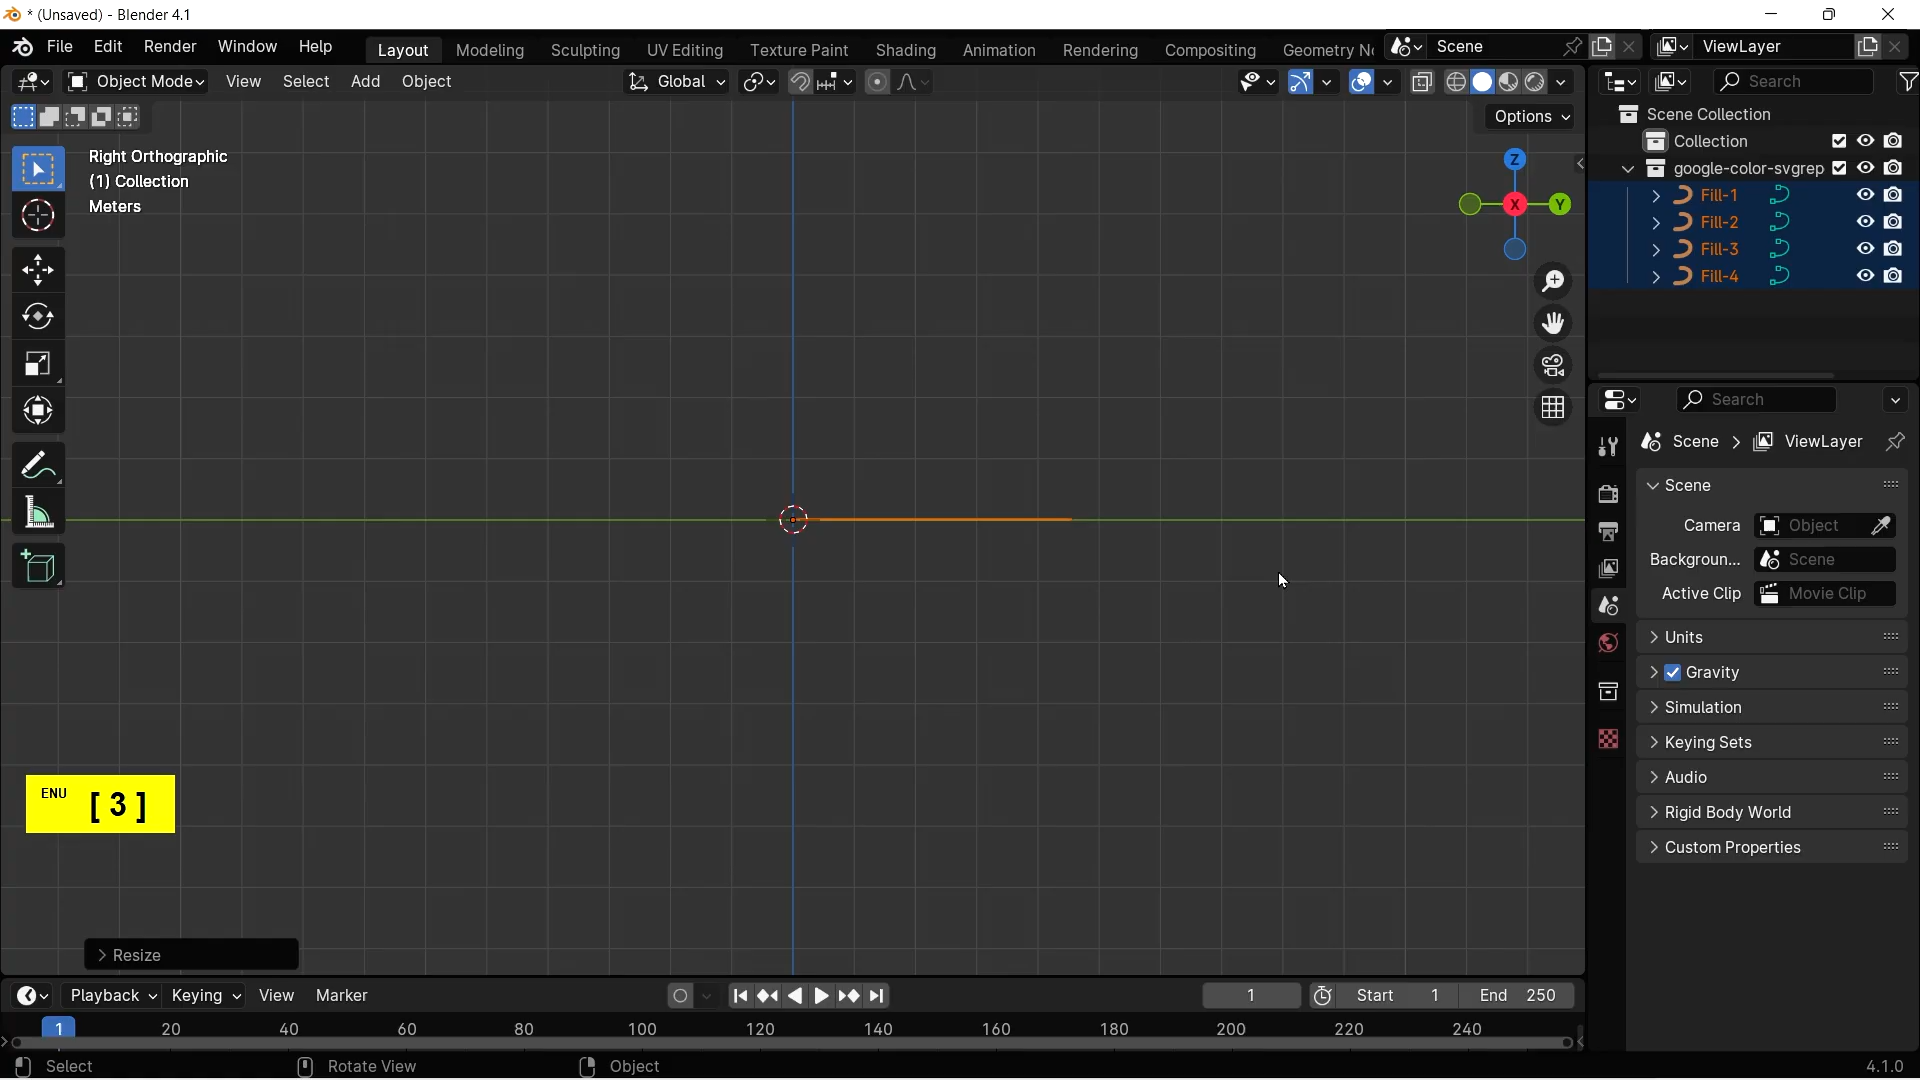 * (Unsaved) - Blender 4.1
File Edit Render Window Help Layout Modeling Sculpting UV Editing Texture Paint Shading Animation Rendering Compositing Geometry No Scene ViewLayer
Object Mode View Select Add Object Global Search
Options
Right Orthographic
(1) Collection
Meters
Z
X
Y
Scene Collection
Collection
google-color-svgrep
Fill-1
Fill-2
Fill-3
Fill-4
Search
Scene > ViewLayer
Scene
Camera Object
Backgroun... Scene
Active Clip Movie Clip
Units
Gravity
Simulation
Keying Sets
Audio
Rigid Body World
Custom Properties
ENU [ 3 ]
> Resize
Playback Keying View Marker 1 Start 1 End 250
1 20 40 60 80 100 120 140 160 180 200 220 240
Select Rotate View Object 4.1.0